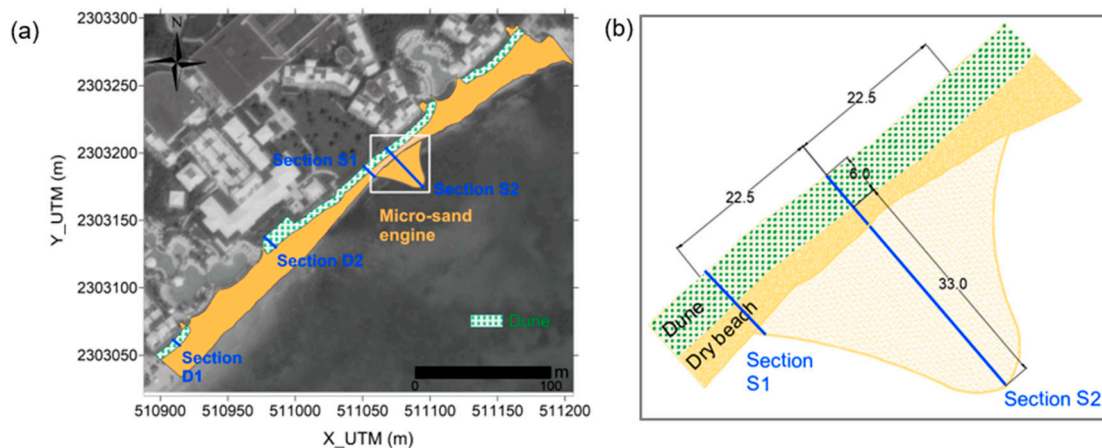 (a)
N
2303300
2303250
2303200
2303150
2303100
2303050
Y_UTM (m)
Section S1
Section S2
Micro-sand
engine
Section D2
Dune
Section
D1
m
0
100
510900
510950
511000
511050
511100
511150
511200
X_UTM (m)
(b)
22.5
22.5
6.0
33.0
Dune
Dry beach
Section
S1
Section S2